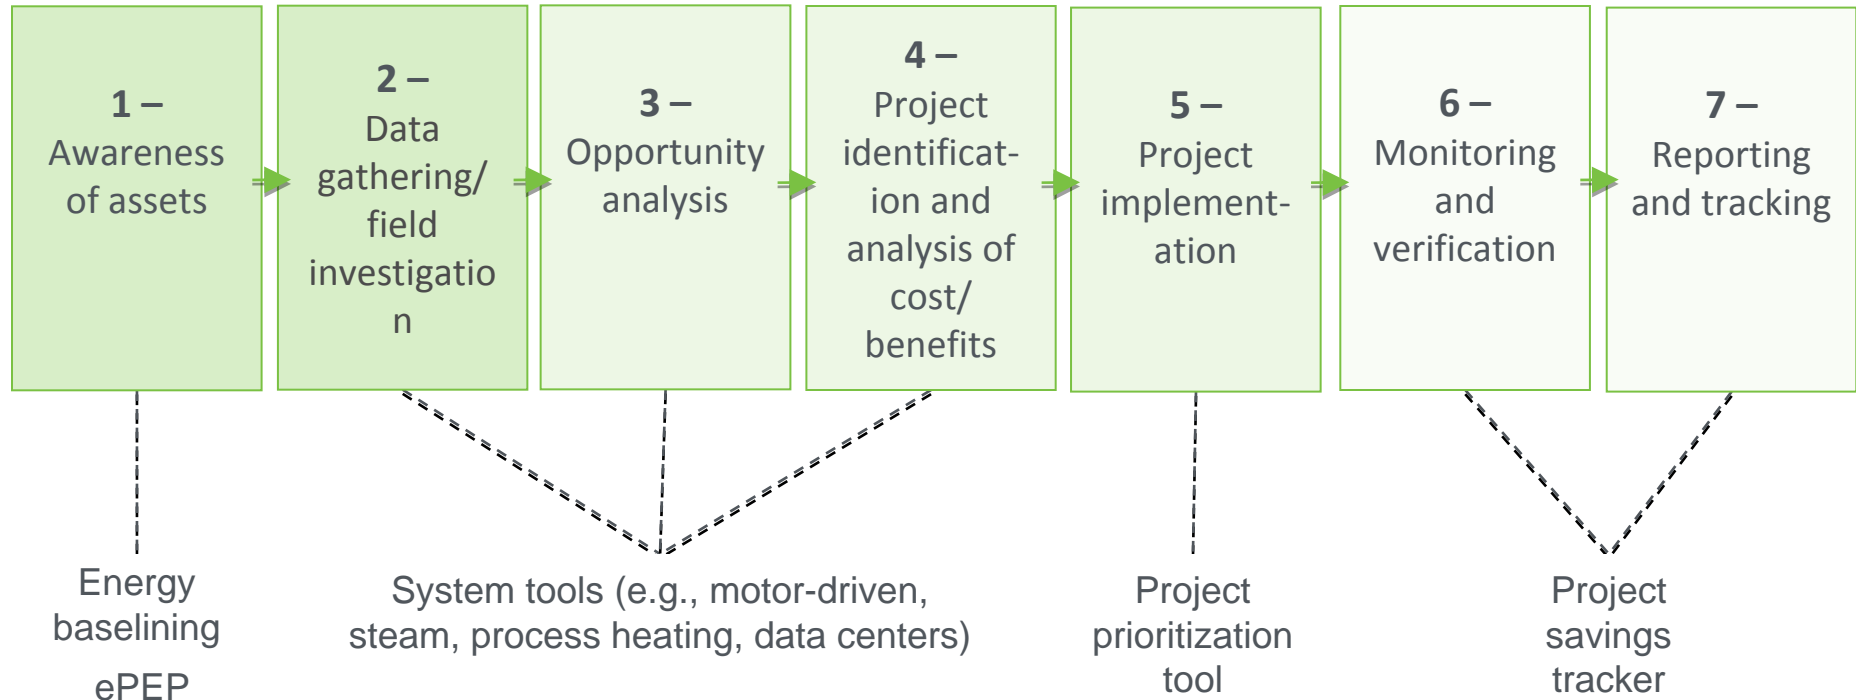 1 –
Awareness
of assets
2 –
Data
gathering/
field
investigatio
n
3 –
Opportunity
analysis
4 –
Project
identificat-
ion and
analysis of
cost/
benefits
5 –
Project
implement-
ation
6 –
Monitoring
and
verification
7 –
Reporting
and tracking
Energy
baselining
ePEP
System tools (e.g., motor-driven,
steam, process heating, data centers)
Project
prioritization
tool
Project
savings
tracker